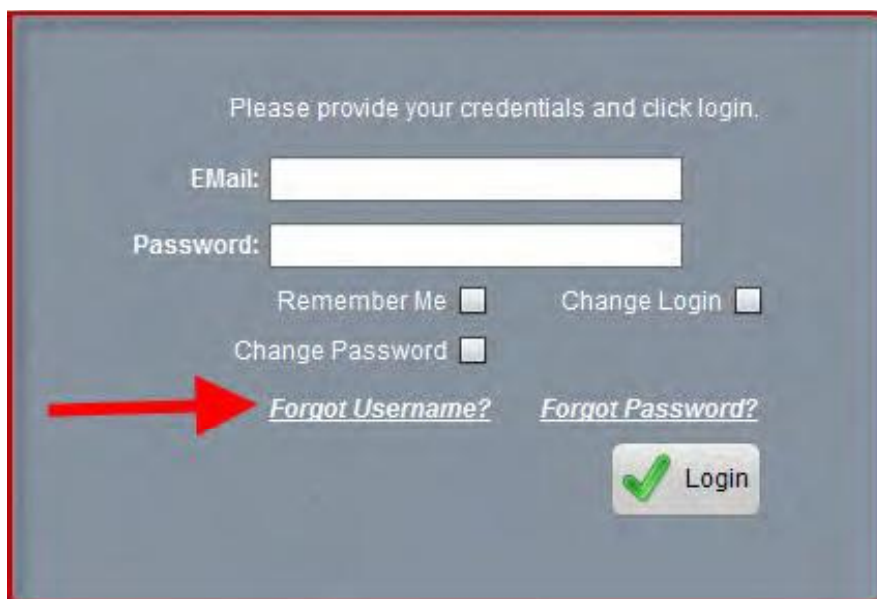 Please provide your credentials and click login.
EMail:
Password:
Remember Me Change Login
Change Password
Forgot Username? Forgot Password?
Login